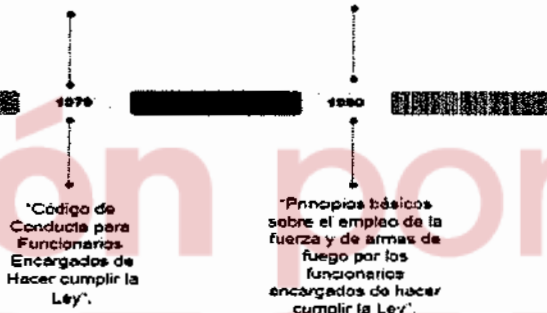 1979
1990
"Código de
Conducta para
Funcionarios
Encargados de
Hacer cumplir la
Ley".
"Principios básicos
sobre el empleo de la
fuerza y de armas de
fuego por los
funcionarios
encargados de hacer
cumplir la Ley".
ón por